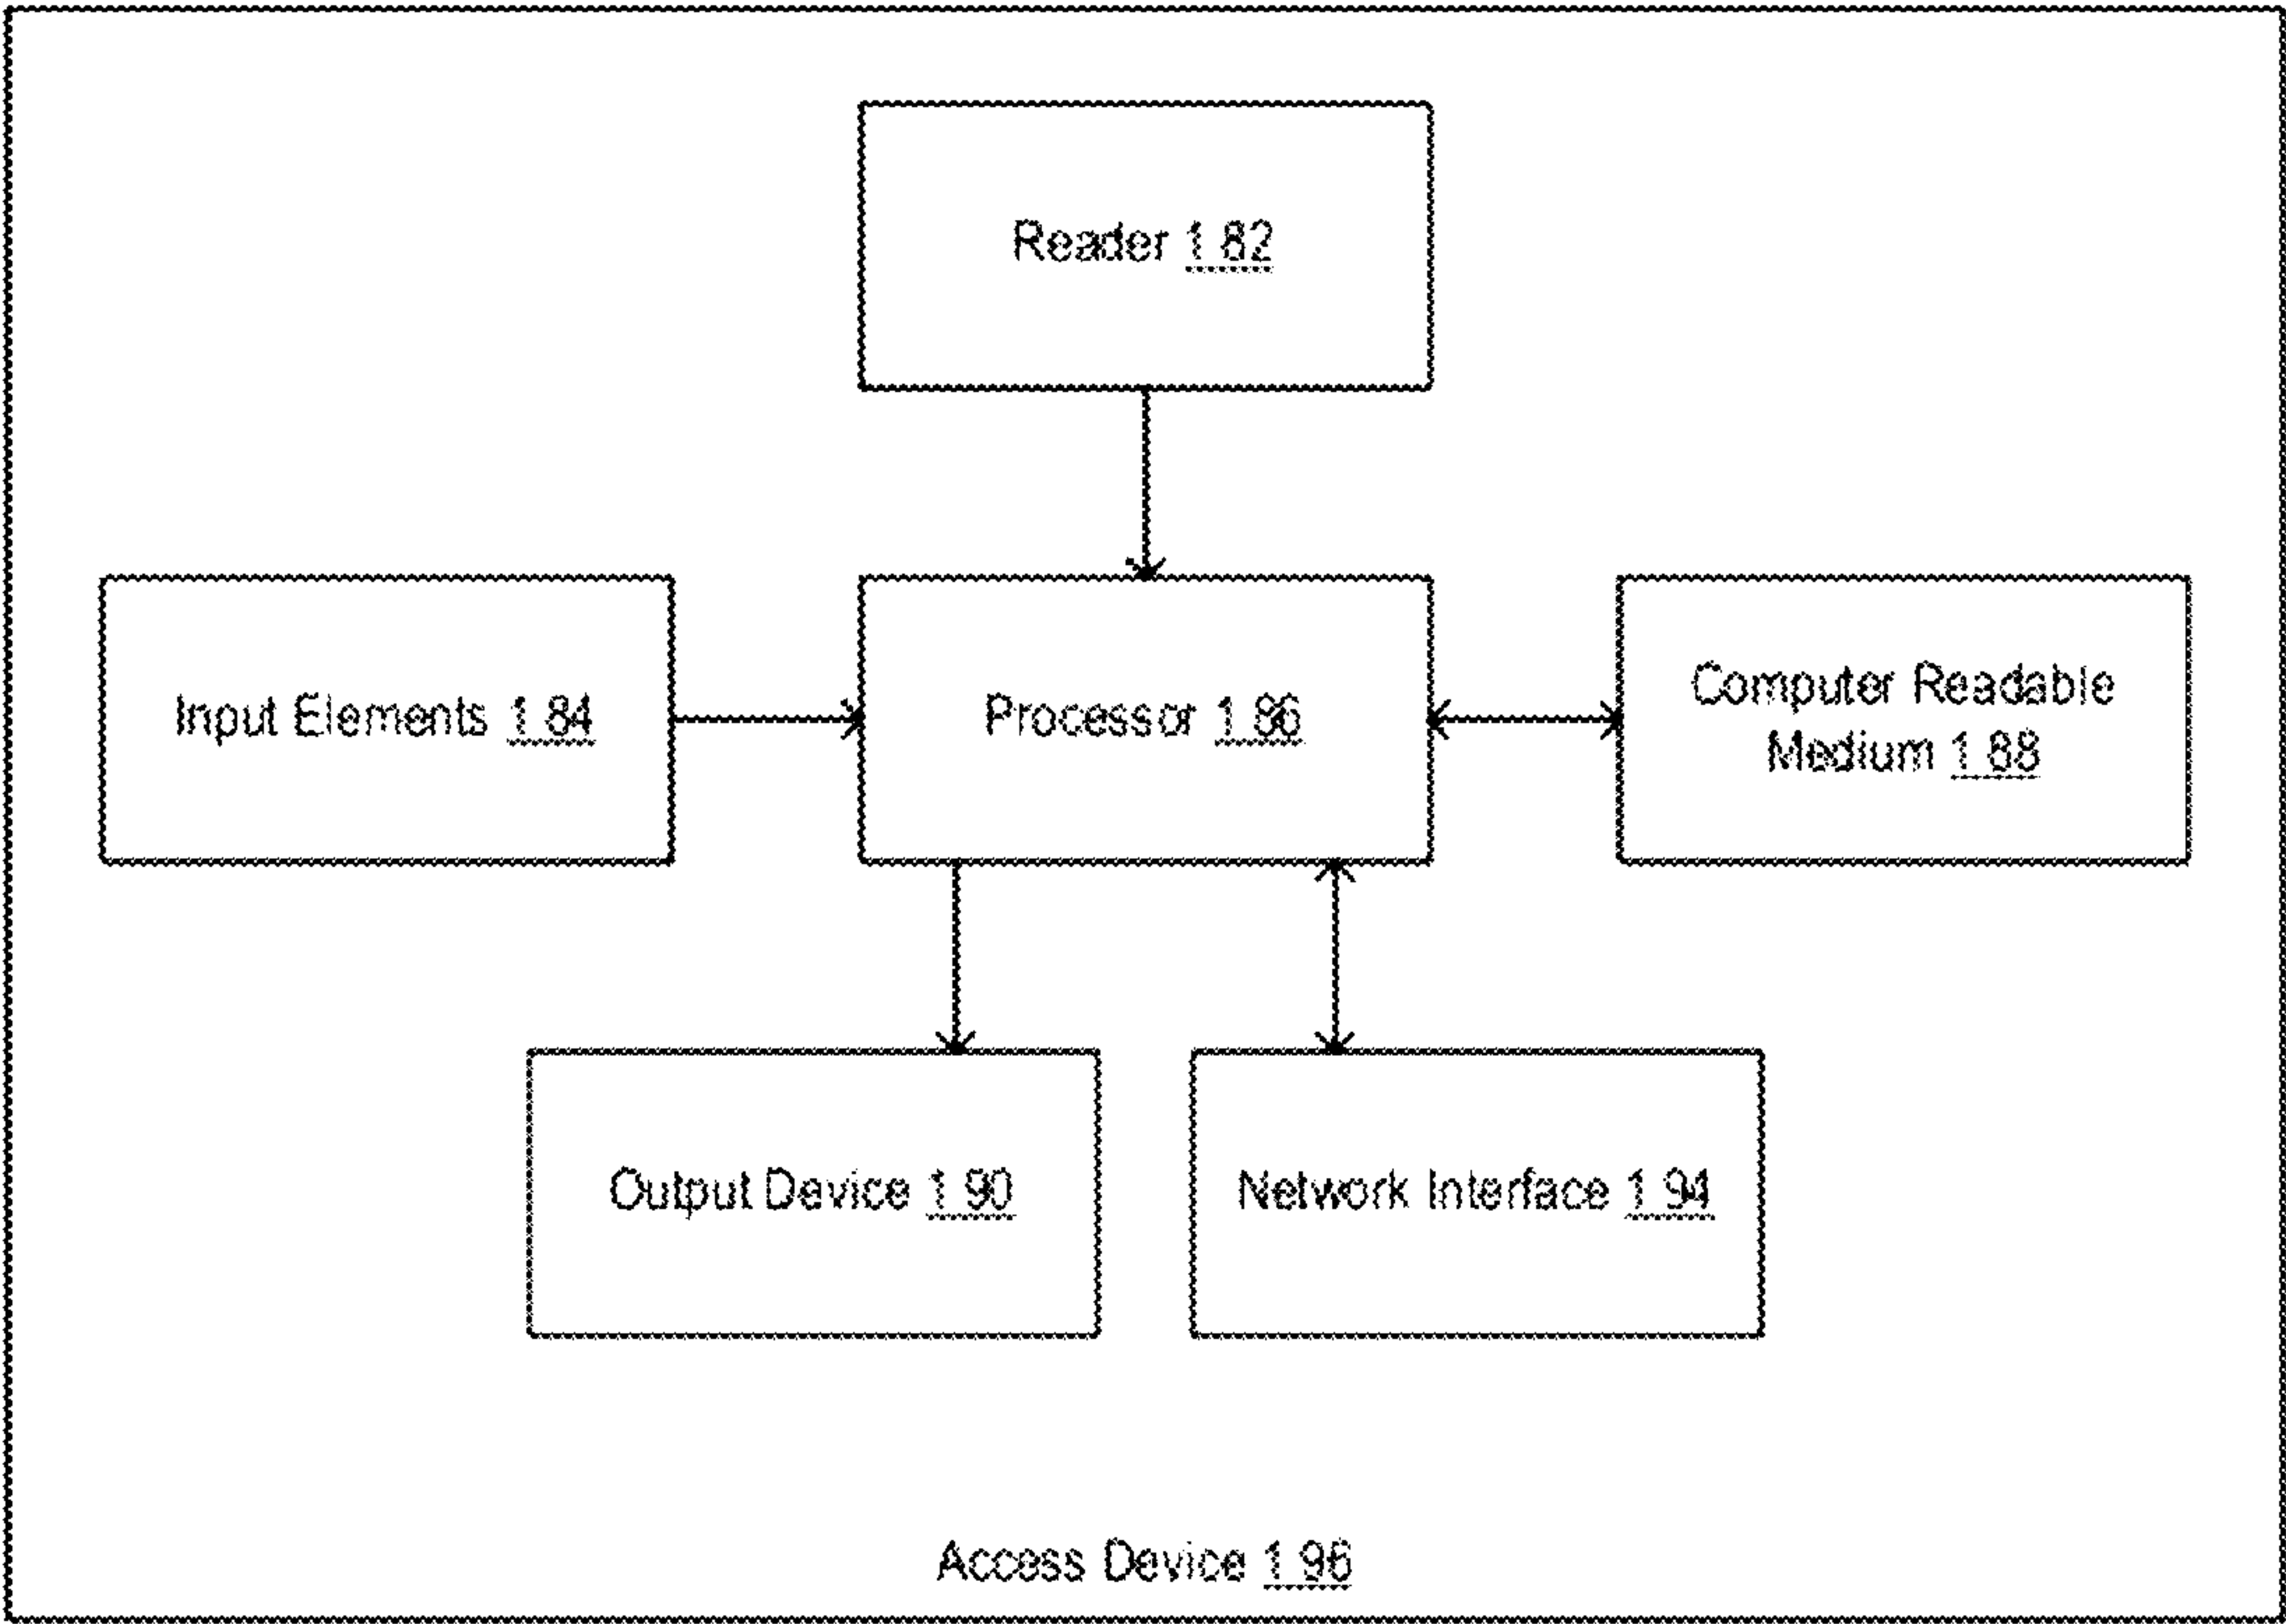 Reader 182
Input Elements 184
Processor 186
Computer Readable
Medium 188
Output Device 190
Network Interface 194
Access Device 196